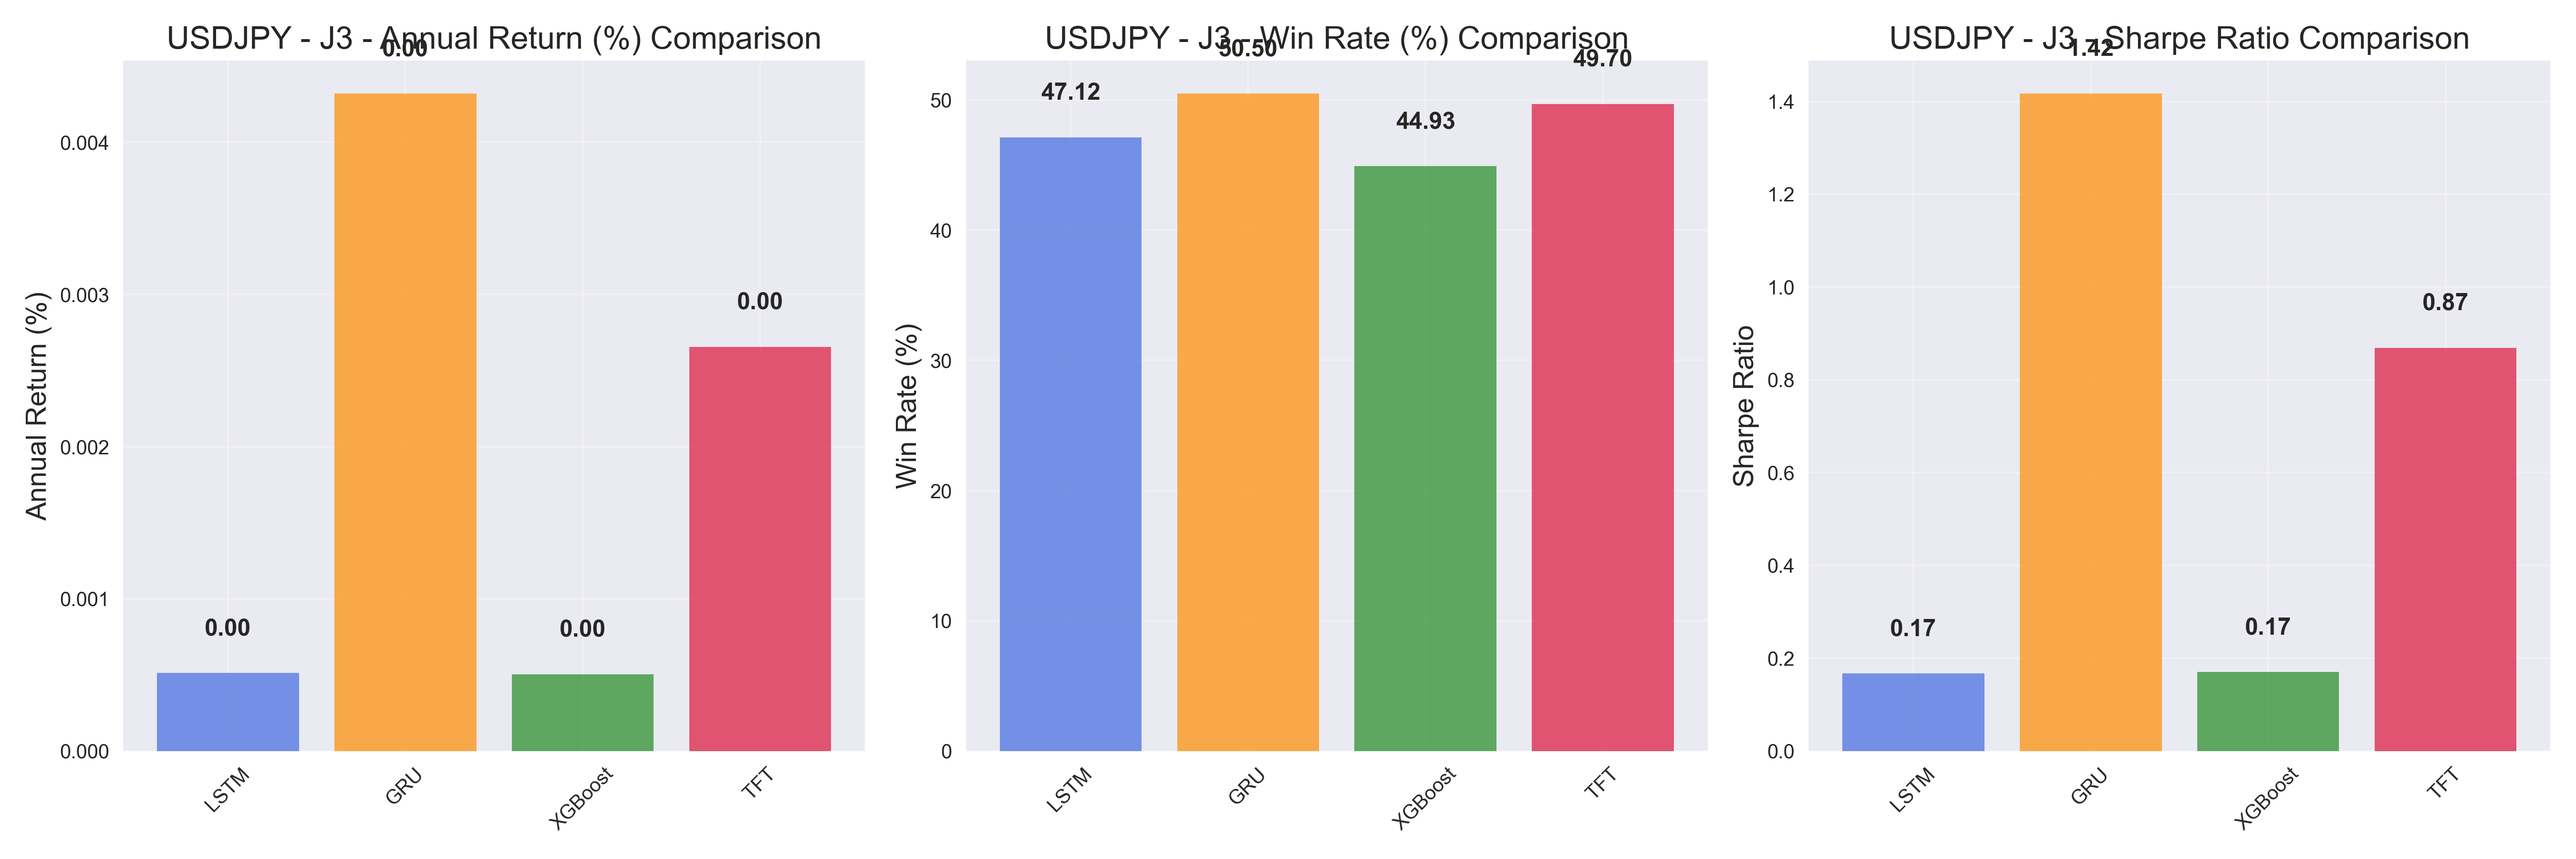 USDJPY - J3 - Annual Return (%) Comparison
0.00
0.00
0.00
0.00
Annual Return (%)
0.004
0.003
0.002
0.001
0.000
LSTM
GRU
XGBoost
TFT
USDJPY - J3 - Win Rate (%) Comparison
50.50
49.70
47.12
44.93
Win Rate (%)
50
40
30
20
10
0
LSTM
GRU
XGBoost
TFT
USDJPY - J3 - Sharpe Ratio Comparison
1.42
0.87
0.17
0.17
Sharpe Ratio
1.4
1.2
1.0
0.8
0.6
0.4
0.2
0.0
LSTM
GRU
XGBoost
TFT